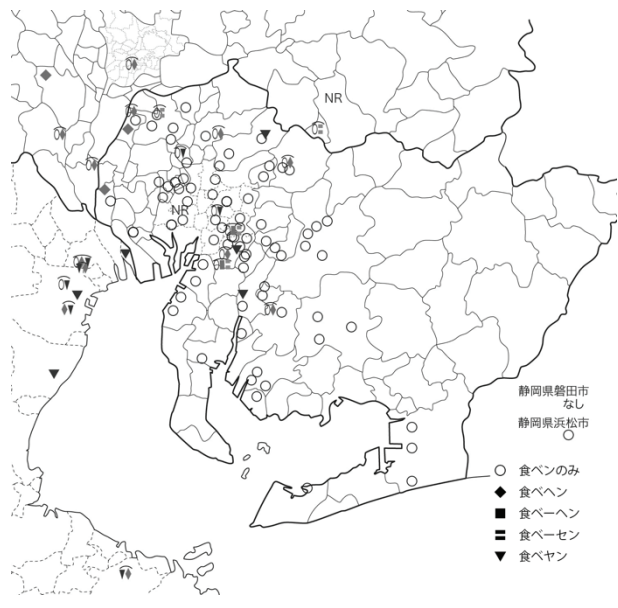 NR
NR
静岡県磐田市
なし
静岡県浜松市
食ベンのみ
食ベヘン
食ベーヘン
食ベーセン
食ベヤン